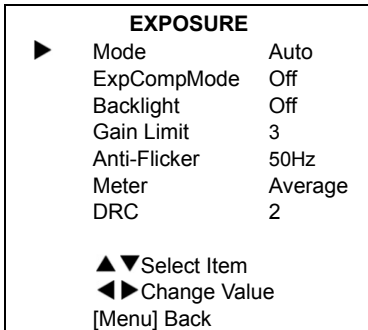 EXPOSURE
▶ Mode Auto
ExpCompMode Off
Backlight Off
Gain Limit 3
Anti-Flicker 50Hz
Meter Average
DRC 2
▲▼Select Item
◀▶Change Value
[Menu] Back